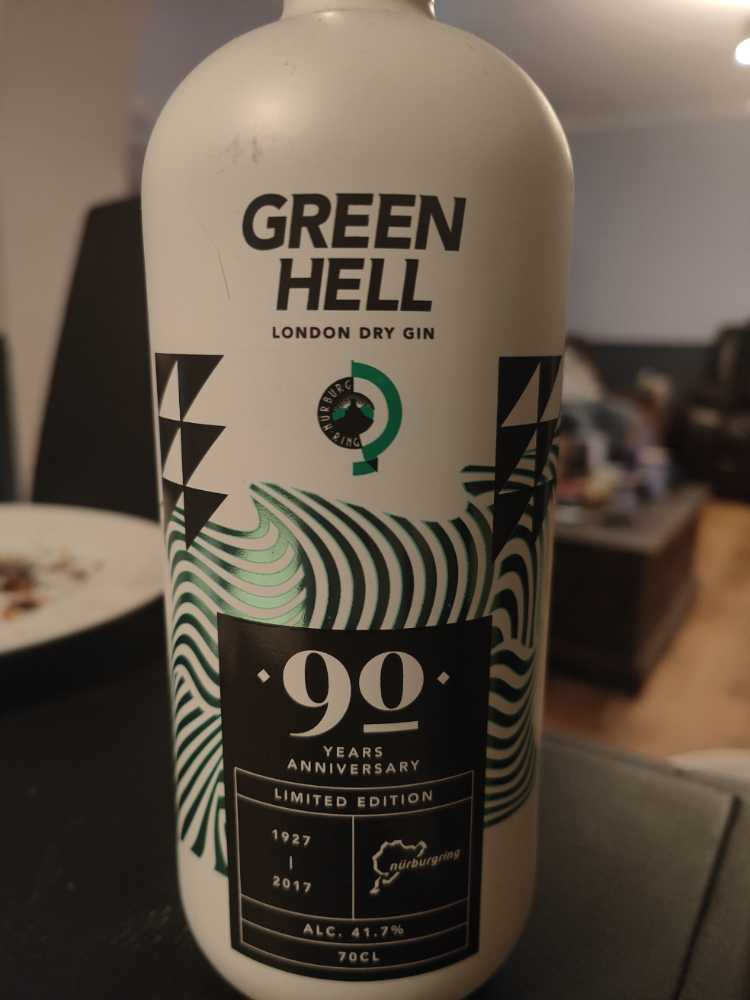 GREEN
HELL
LONDON DRY GIN
NÜRBURG
RING
90
YEARS
ANNIVERSARY
LIMITED EDITION
1927
|
2017
nürburgring
ALC. 41.7%
70CL